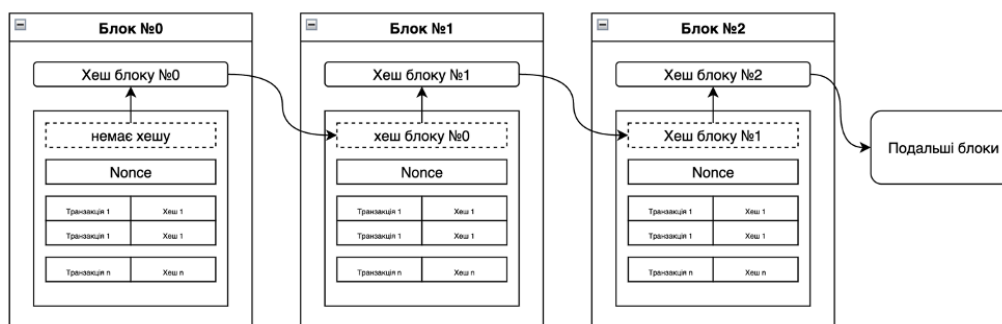 Блок №0
Хеш блоку №0
немає хешу
Nonce
Транзакція 1 Хеш 1
Транзакція 1 Хеш 1
Транзакція n Хеш n
Блок №1
Хеш блоку №1
хеш блоку №0
Nonce
Транзакція 1 Хеш 1
Транзакція 1 Хеш 1
Транзакція n Хеш n
Блок №2
Хеш блоку №2
Хеш блоку №1
Nonce
Транзакція 1 Хеш 1
Транзакція 1 Хеш 1
Транзакція n Хеш n
Подальші блоки